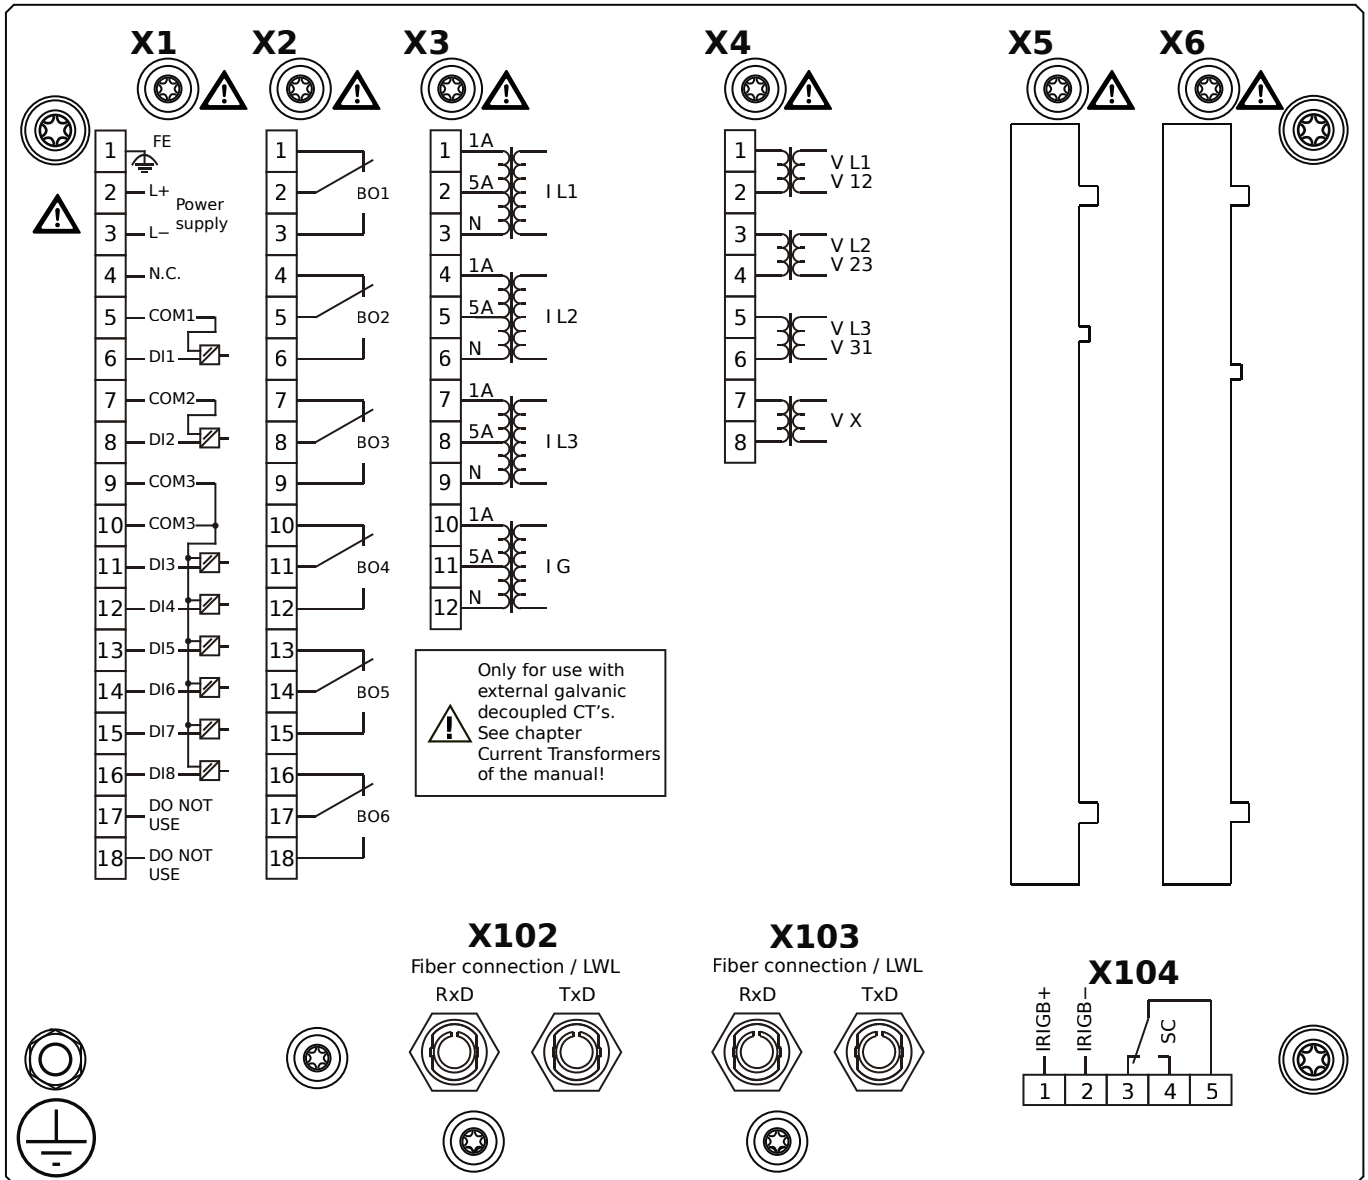 X1 X2 X3 X4 X5 X6
1 FE
2 L+
Power
supply
3 L−
4 N.C.
5 COM1
6 DI1
7 COM2
8 DI2
9 COM3
10 COM3
11 DI3
12 DI4
13 DI5
14 DI6
15 DI7
16 DI8
17 DO NOT
USE
18 DO NOT
USE
1
2 BO1
3
4
5 BO2
6
7
8 BO3
9
10
11 BO4
12
13
14 BO5
15
16
17 BO6
18
1 1A
2 5A I L1
3 N
4 1A
5 5A I L2
6 N
7 1A
8 5A I L3
9 N
10 1A
11 5A I G
12 N
Only for use with
external galvanic
decoupled CT's.
See chapter
Current Transformers
of the manual!
1 V L1
2 V 12
3 V L2
4 V 23
5 V L3
6 V 31
7 V X
8
X102
Fiber connection / LWL
RxD TxD
X103
Fiber connection / LWL
RxD TxD
X104
IRIGB+ IRIGB− SC
1 2 3 4 5